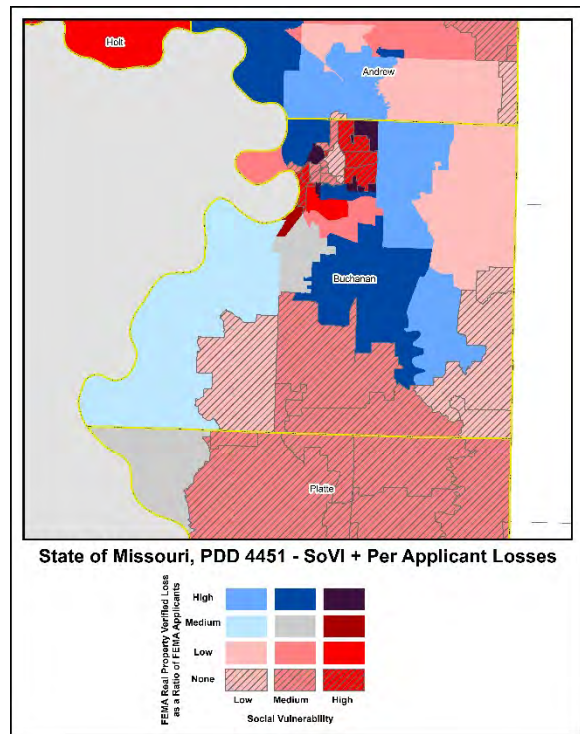 Holt
Andrew
Buchanan
Platte
State of Missouri, PDD 4451 - SoVI + Per Applicant Losses
FEMA Real Property Verified Loss
as a Ratio of FEMA Applicants
High
Medium
Low
None
Low
Medium
High
Social Vulnerability